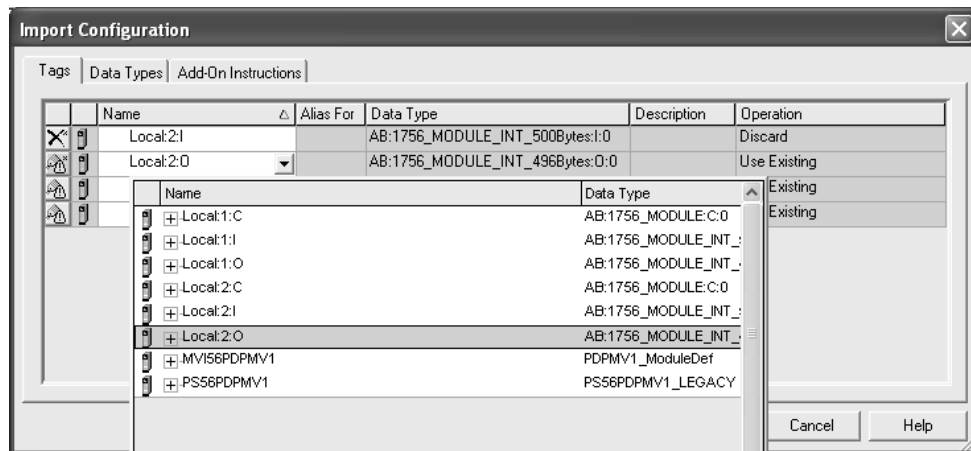 Import Configuration
Tags Data Types Add-On Instructions
Name Alias For Data Type Description Operation
Local:2:I AB:1756_MODULE_INT_500Bytes:I:0 Discard
Local:2:O AB:1756_MODULE_INT_496Bytes:O:0 Use Existing
Existing
Existing
Name Data Type
Local:1:C AB:1756_MODULE:C:0
Local:1:I AB:1756_MODULE_INT_
Local:1:O AB:1756_MODULE_INT_
Local:2:C AB:1756_MODULE:C:0
Local:2:I AB:1756_MODULE_INT_
Local:2:O AB:1756_MODULE_INT_
MVI56PDPMV1 PDPMV1_ModuleDef
PS56PDPMV1 PS56PDPMV1_LEGACY
Cancel Help